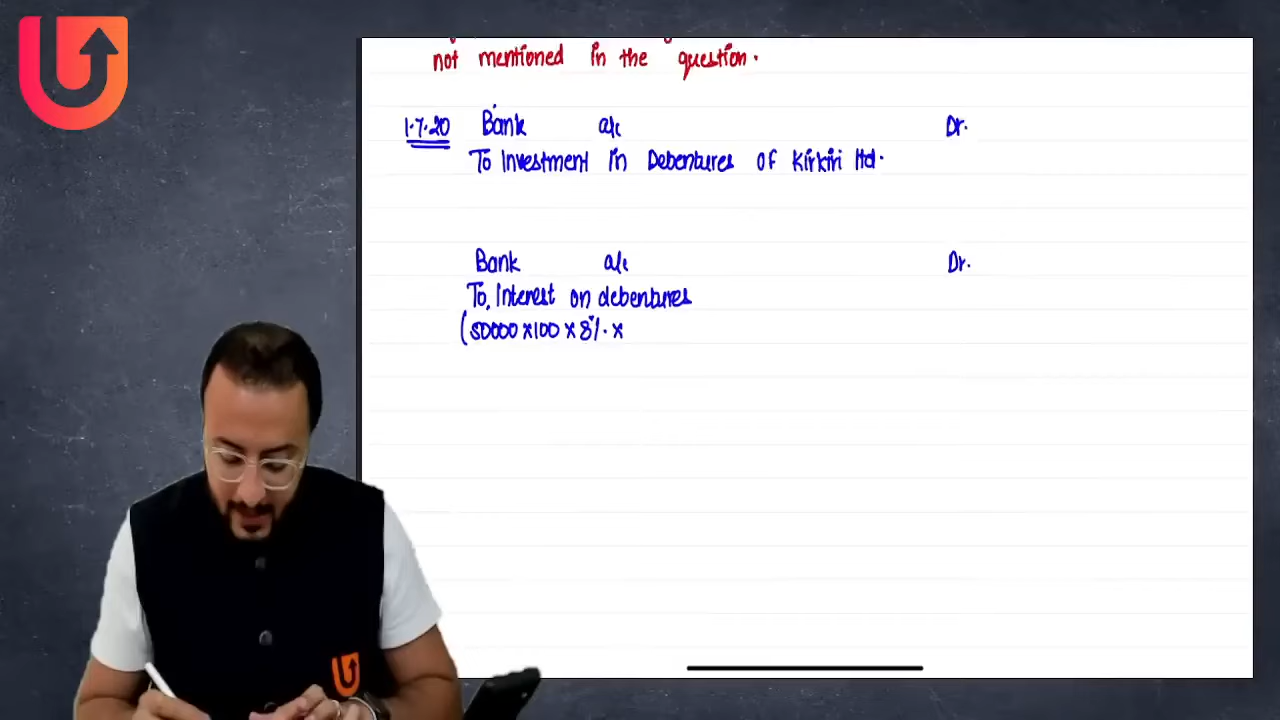 not mentioned in the question.
1.7.20 Bank a/c Dr.
To Investment in Debentures of Kirkiri ltd.
Bank a/c Dr.
To, Interest on debentures
(50000 x 100 x 8% x